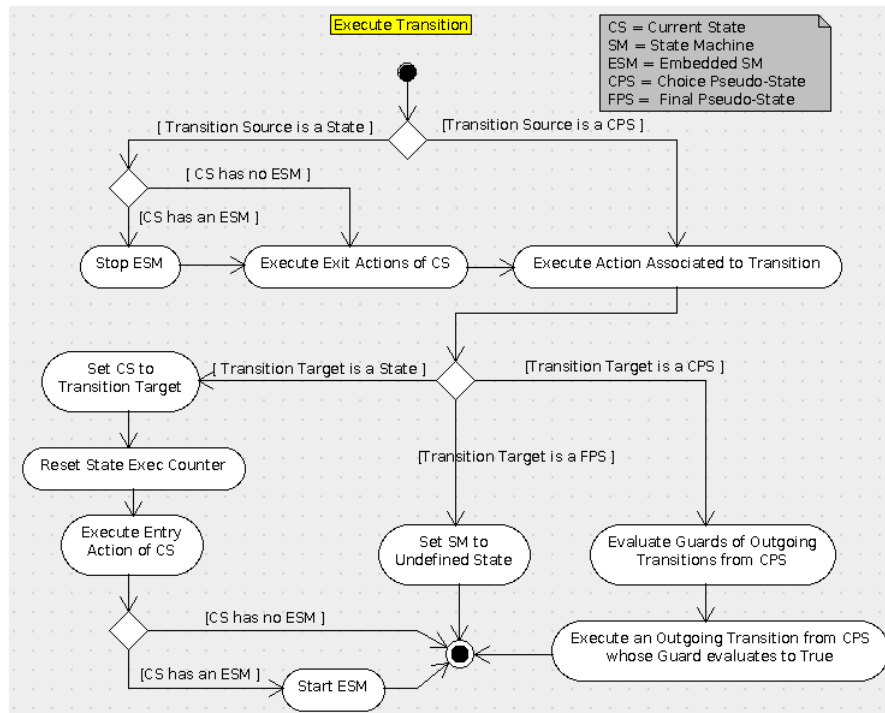 Execute Transition
CS = Current State
SM = State Machine
ESM = Embedded SM
CPS = Choice Pseudo-State
FPS = Final Pseudo-State
[ Transition Source is a State ]
[Transition Source is a CPS ]
[ CS has no ESM ]
[CS has an ESM ]
Stop ESM
Execute Exit Actions of CS
Execute Action Associated to Transition
[ Transition Target is a State ]
[Transition Target is a CPS ]
Set CS to
Transition Target
[Transition Target is a FPS ]
Reset State Exec Counter
Execute Entry
Action of CS
Set SM to
Undefined State
Evaluate Guards of Outgoing
Transitions from CPS
[CS has no ESM ]
Execute an Outgoing Transition from CPS
whose Guard evaluates to True
[CS has an ESM ]
Start ESM